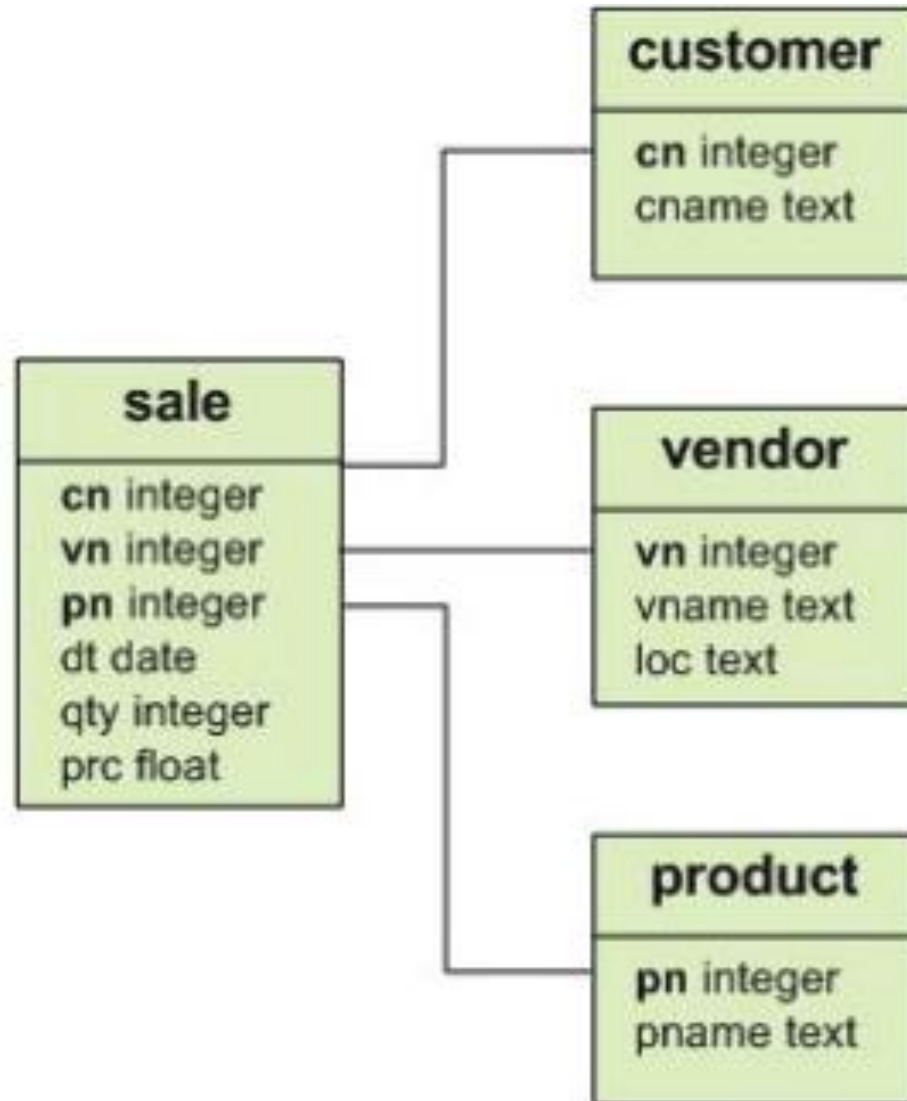 customer
cn integer
cname text
sale
cn integer
vn integer
pn integer
dt date
qty integer
prc float
vendor
vn integer
vname text
loc text
product
pn integer
pname text